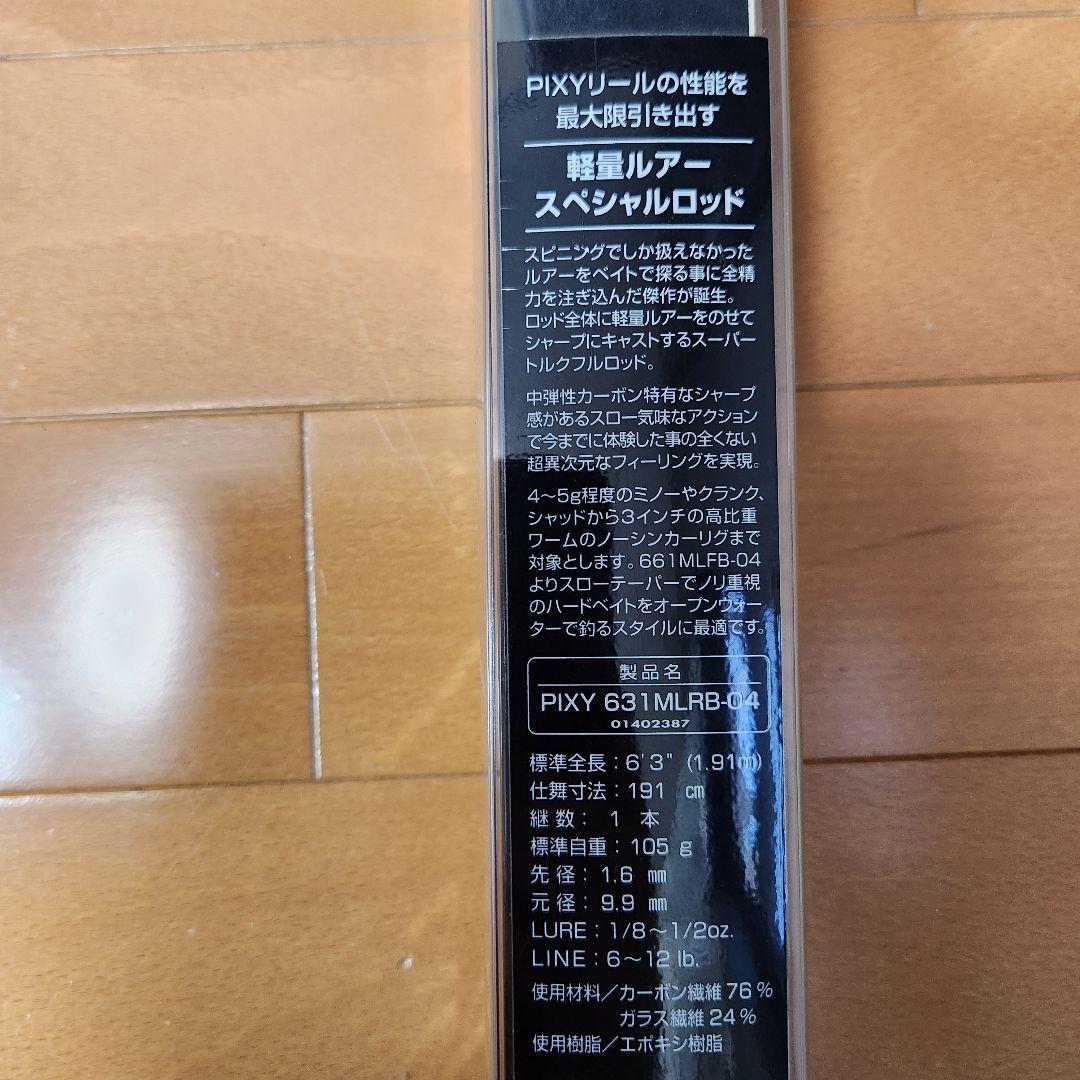 PIXYリールの性能を
最大限引き出す
軽量ルアー
スペシャルロッド
スピニングでしか扱えなかった
ルアーをベイトで探る事に全精
力を注ぎ込んだ傑作が誕生。
ロッド全体に軽量ルアーをのせて
シャープにキャストするスーパー
トルクフルロッド。
中弾性カーボン特有なシャープ
感があるスロー気味なアクション
で今までに体験した事の全くない
超異次元なフィーリングを実現。
4〜5g程度のミノーやクランク、
シャッドから3インチの高比重
ワームのノーシンカーリグまで
対象とします。661MLFB-04
よりスローテーパーでノリ重視
のハードベイトをオープンウォー
ターで釣るスタイルに最適です。
製品名
PIXY 631MLRB-04
01402387
標準全長：6'3" (1.91m)
仕舞寸法：191 cm
継数： 1 本
標準自重：105 g
先径：1.6 mm
元径：9.9 mm
LURE：1/8〜1/2oz.
LINE：6〜12 lb.
使用材料／カーボン繊維76%
ガラス繊維24%
使用樹脂／エポキシ樹脂